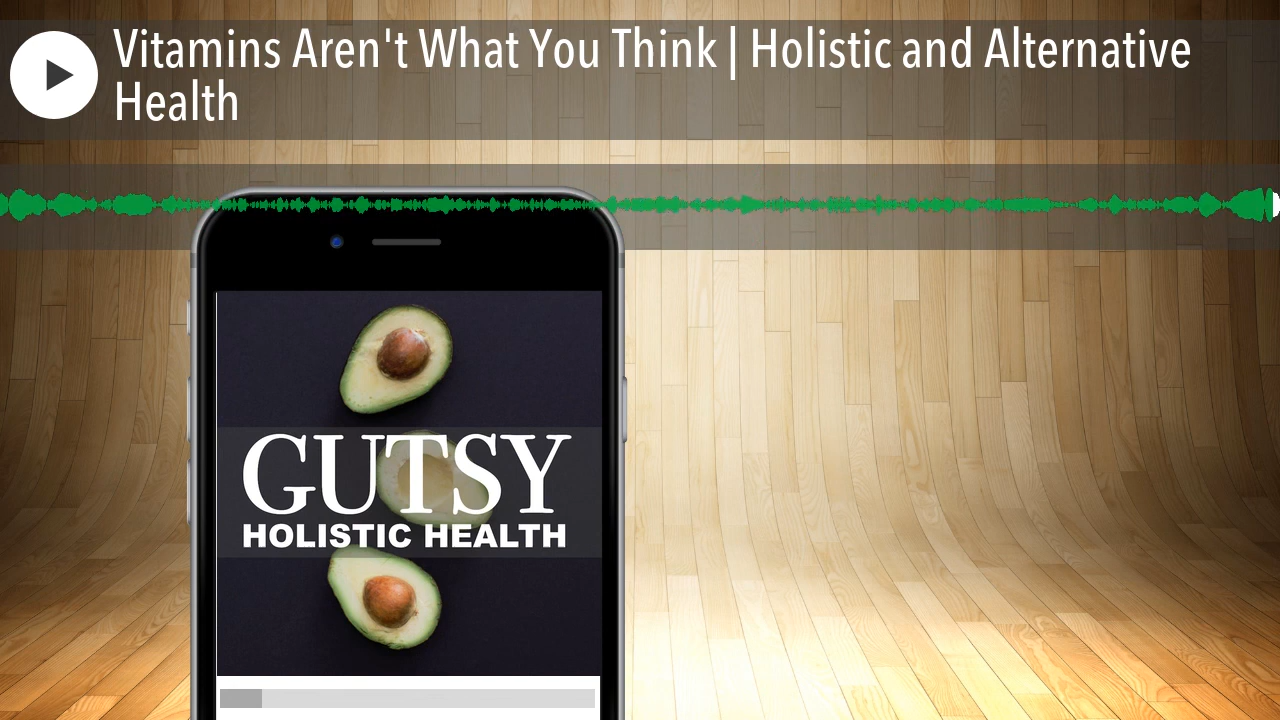 Vitamins Aren't What You Think | Holistic and Alternative
Health
GUTSY
HOLISTIC HEALTH